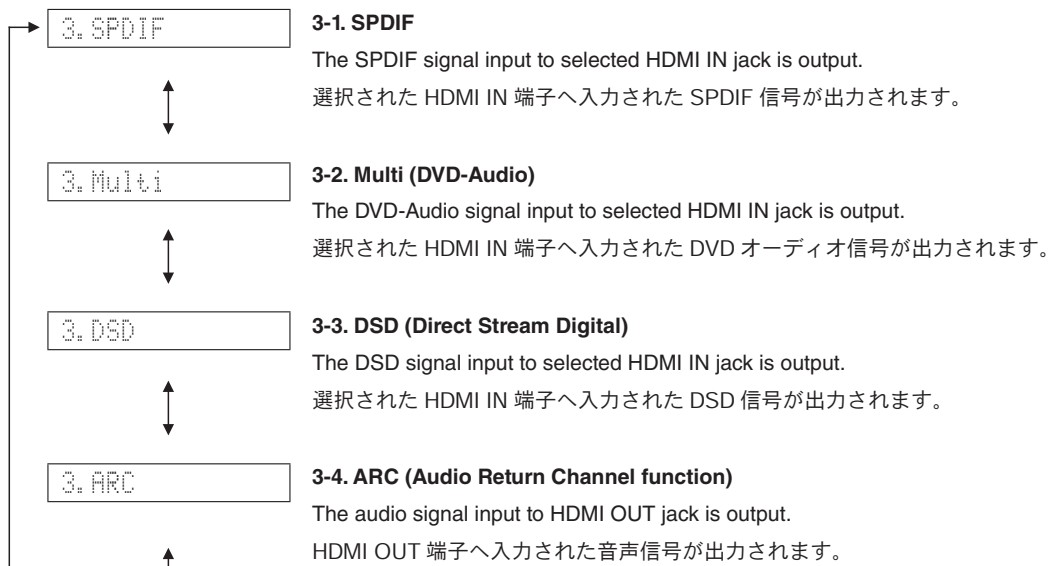 3.SPDIF
3-1. SPDIF
The SPDIF signal input to selected HDMI IN jack is output.
選択された HDMI IN 端子へ入力された SPDIF 信号が出力されます。
3.Multi
3-2. Multi (DVD-Audio)
The DVD-Audio signal input to selected HDMI IN jack is output.
選択された HDMI IN 端子へ入力された DVD オーディオ信号が出力されます。
3.DSD
3-3. DSD (Direct Stream Digital)
The DSD signal input to selected HDMI IN jack is output.
選択された HDMI IN 端子へ入力された DSD 信号が出力されます。
3.ARC
3-4. ARC (Audio Return Channel function)
The audio signal input to HDMI OUT jack is output.
HDMI OUT 端子へ入力された音声信号が出力されます。